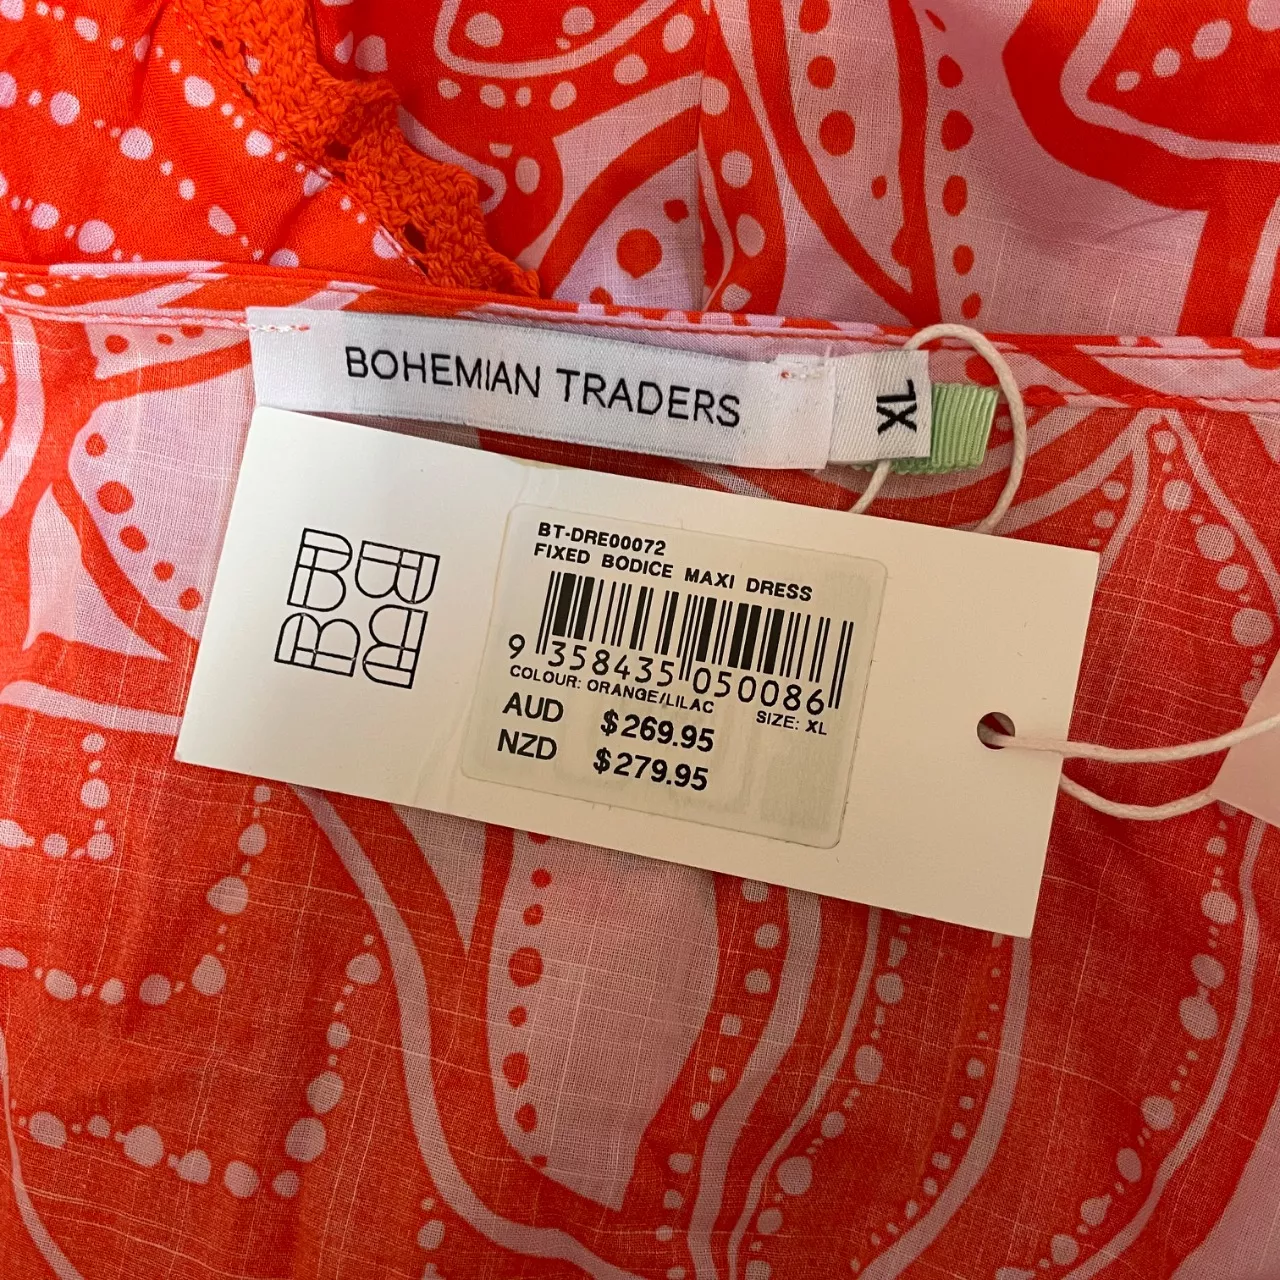 BOHEMIAN TRADERS
XL
BT-DRE00072
FIXED BODICE MAXI DRESS
9 358435 050086
COLOUR: ORANGE/LILAC SIZE: XL
AUD $269.95
NZD $279.95